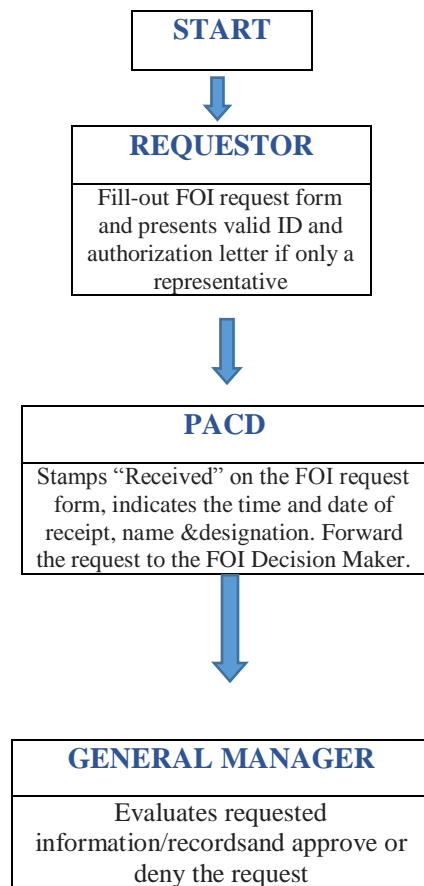 START
REQUESTOR
Fill-out FOI request form
and presents valid ID and
authorization letter if only a
representative
PACD
Stamps “Received” on the FOI request
form, indicates the time and date of
receipt, name &designation. Forward
the request to the FOI Decision Maker.
GENERAL MANAGER
Evaluates requested
information/recordsand approve or
deny the request